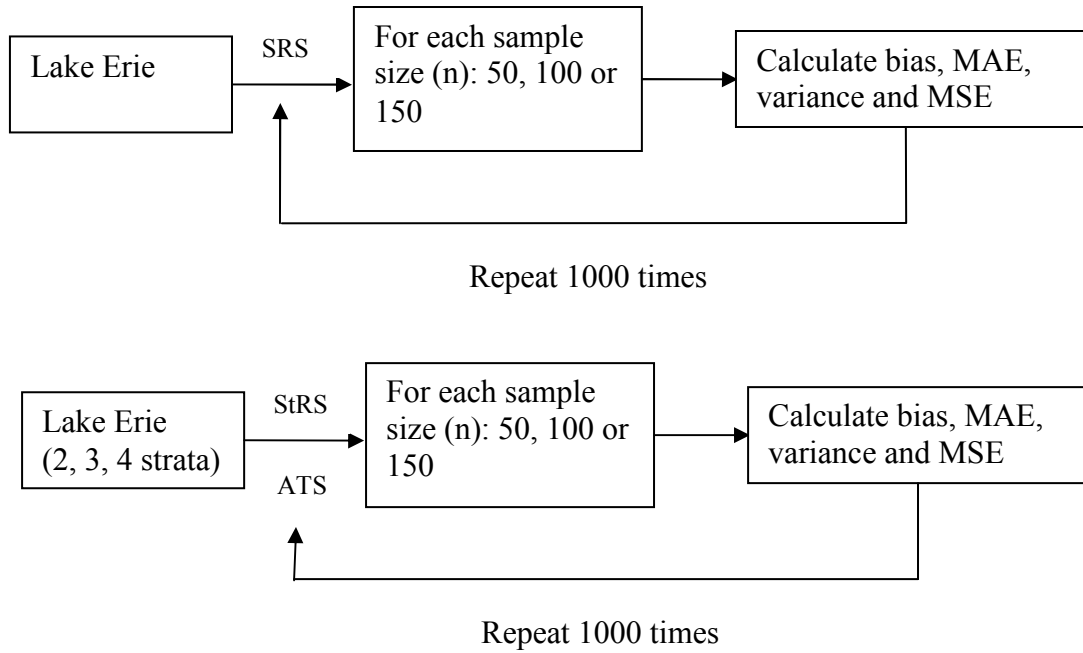 Lake Erie
SRS
For each sample
size (n): 50, 100 or
150
Calculate bias, MAE,
variance and MSE
Repeat 1000 times
Lake Erie
(2, 3, 4 strata)
StRS
ATS
For each sample
size (n): 50, 100 or
150
Calculate bias, MAE,
variance and MSE
Repeat 1000 times